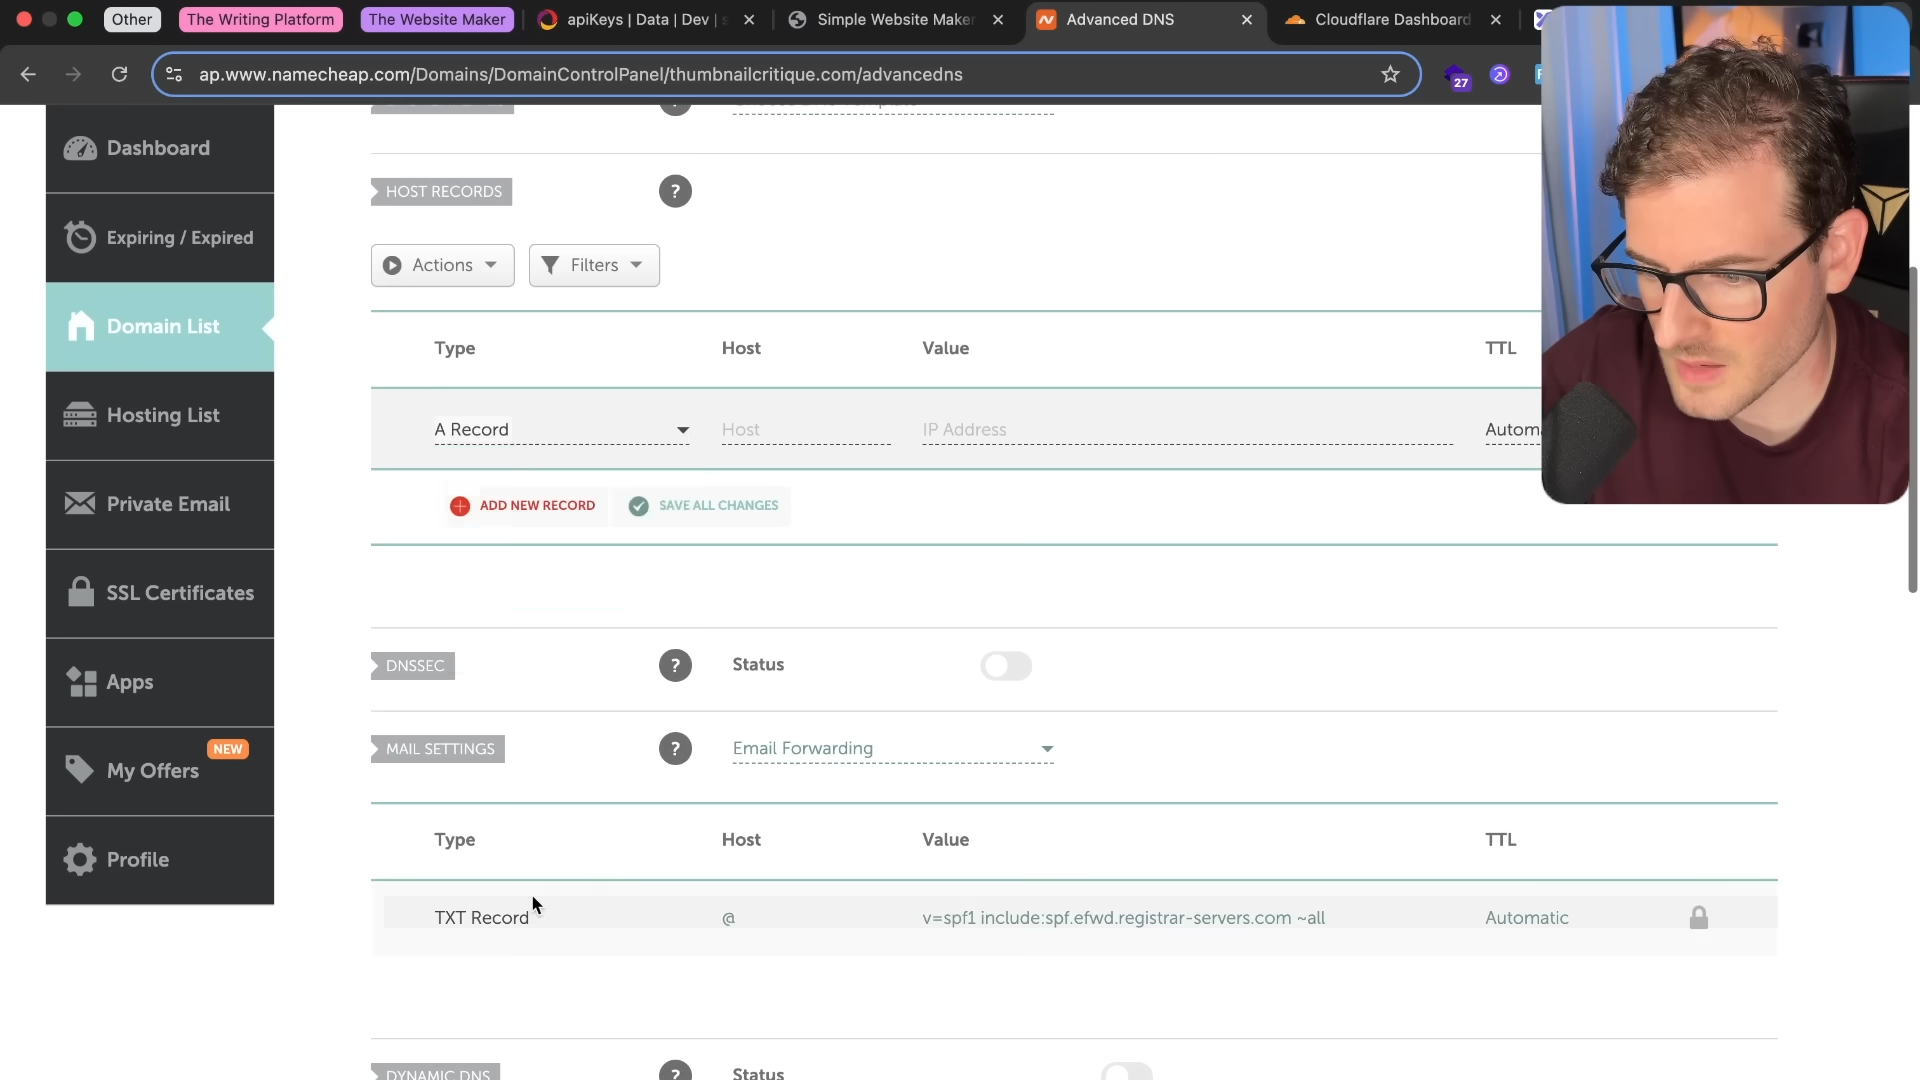 Other
The Writing Platform
The Website Maker
apiKeys | Data | Dev |
Simple Website Maker
Advanced DNS
Cloudflare Dashboard
ap.www.namecheap.com/Domains/DomainControlPanel/thumbnailcritique.com/advanceddns
27
Dashboard
Expiring / Expired
Domain List
Hosting List
Private Email
SSL Certificates
Apps
NEW
My Offers
Profile
HOST RECORDS
?
Actions
Filters
Type Host Value TTL
A Record Host IP Address
ADD NEW RECORD SAVE ALL CHANGES
DNSSEC ? Status
MAIL SETTINGS ? Email Forwarding
Type Host Value TTL
TXT Record @ v=spf1 include:spf.efwd.registrar-servers.com ~all Automatic
DYNAMIC DNS ? Status